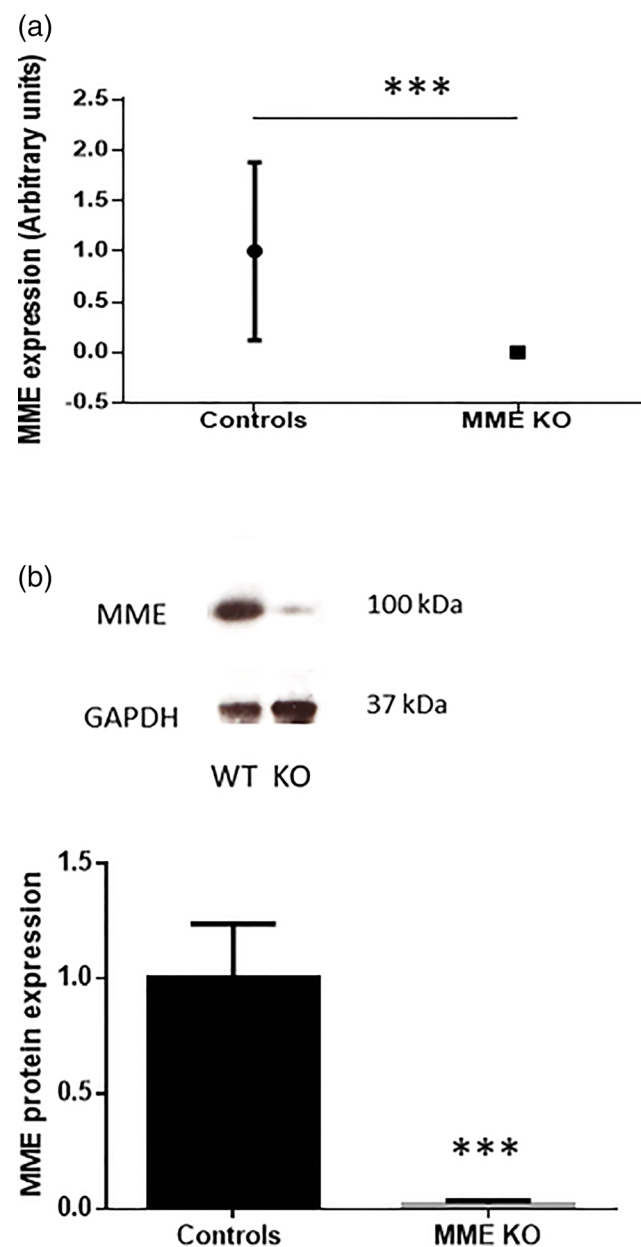 (a)
MME expression (Arbitrary units)
***
2.5
2.0
1.5
1.0
0.5
0.0
-0.5
Controls MME KO
(b)
MME 100 kDa
GAPDH 37 kDa
WT KO
MME protein expression
1.5
1.0
0.5
0.0
***
Controls MME KO